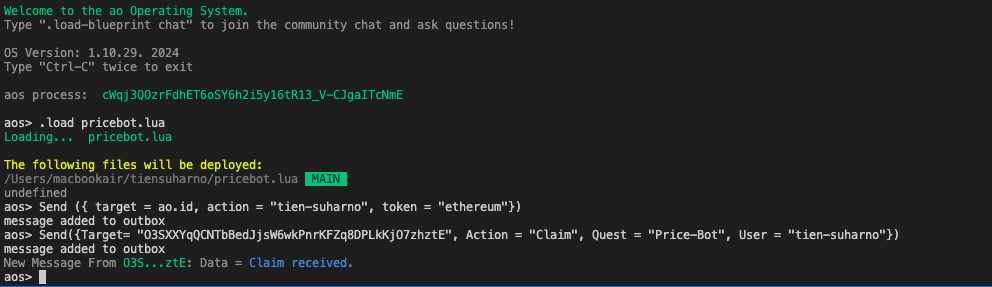 Welcome to the ao Operating System.
Type ".load-blueprint chat" to join the community chat and ask questions!
OS Version: 1.10.29. 2024
Type "Ctrl-C" twice to exit
aos process:  cWqj3QOzrFdhET6oSY6h2i5y16tR13_V-CJgaITcNmE
aos> .load pricebot.lua
Loading...  pricebot.lua
The following files will be deployed:
/Users/macbookair/tiensuharno/pricebot.lua  MAIN
undefined
aos> Send ({ target = ao.id, action = "tien-suharno", token = "ethereum"})
message added to outbox
aos> Send({Target= "O3SXXYqQCNTbBedJjsW6wkPnrKFZq8DPLkKjO7zhztE", Action = "Claim", Quest = "Price-Bot", User = "tien-suharno"})
message added to outbox
New Message From O3S...ztE: Data = Claim received.
aos>